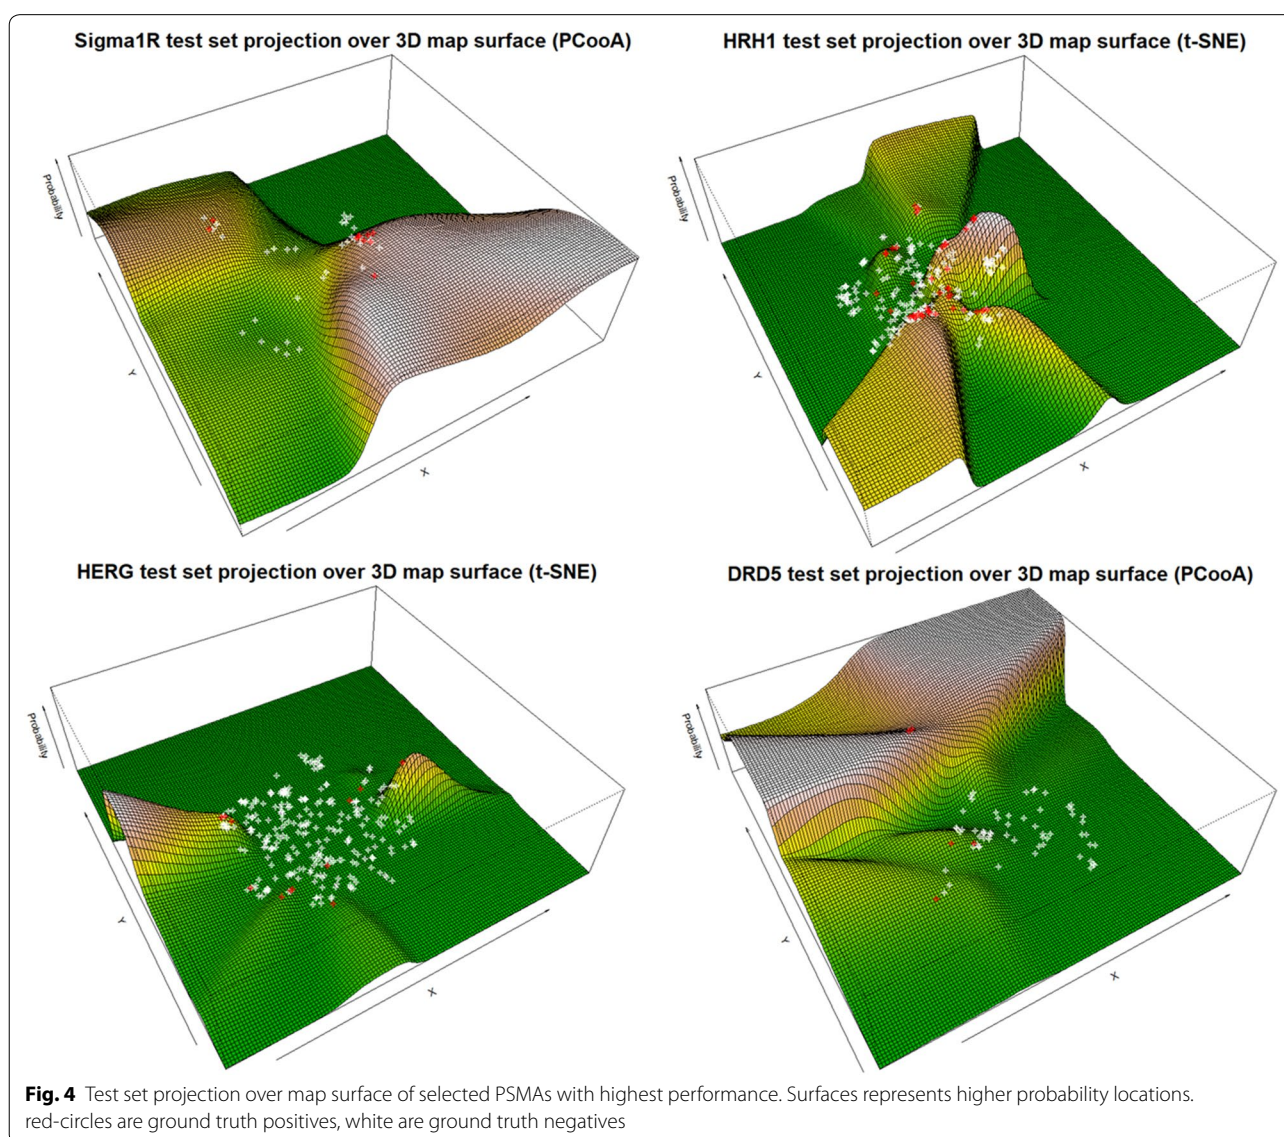 Sigma1R test set projection over 3D map surface (PCooA)
HRH1 test set projection over 3D map surface (t-SNE)
Probability
Y
X
Probability
Y
X
HERG test set projection over 3D map surface (t-SNE)
DRD5 test set projection over 3D map surface (PCooA)
Probability
Y
X
Probability
Y
X
Fig. 4 Test set projection over map surface of selected PSMAs with highest performance. Surfaces represents higher probability locations.
red-circles are ground truth positives, white are ground truth negatives